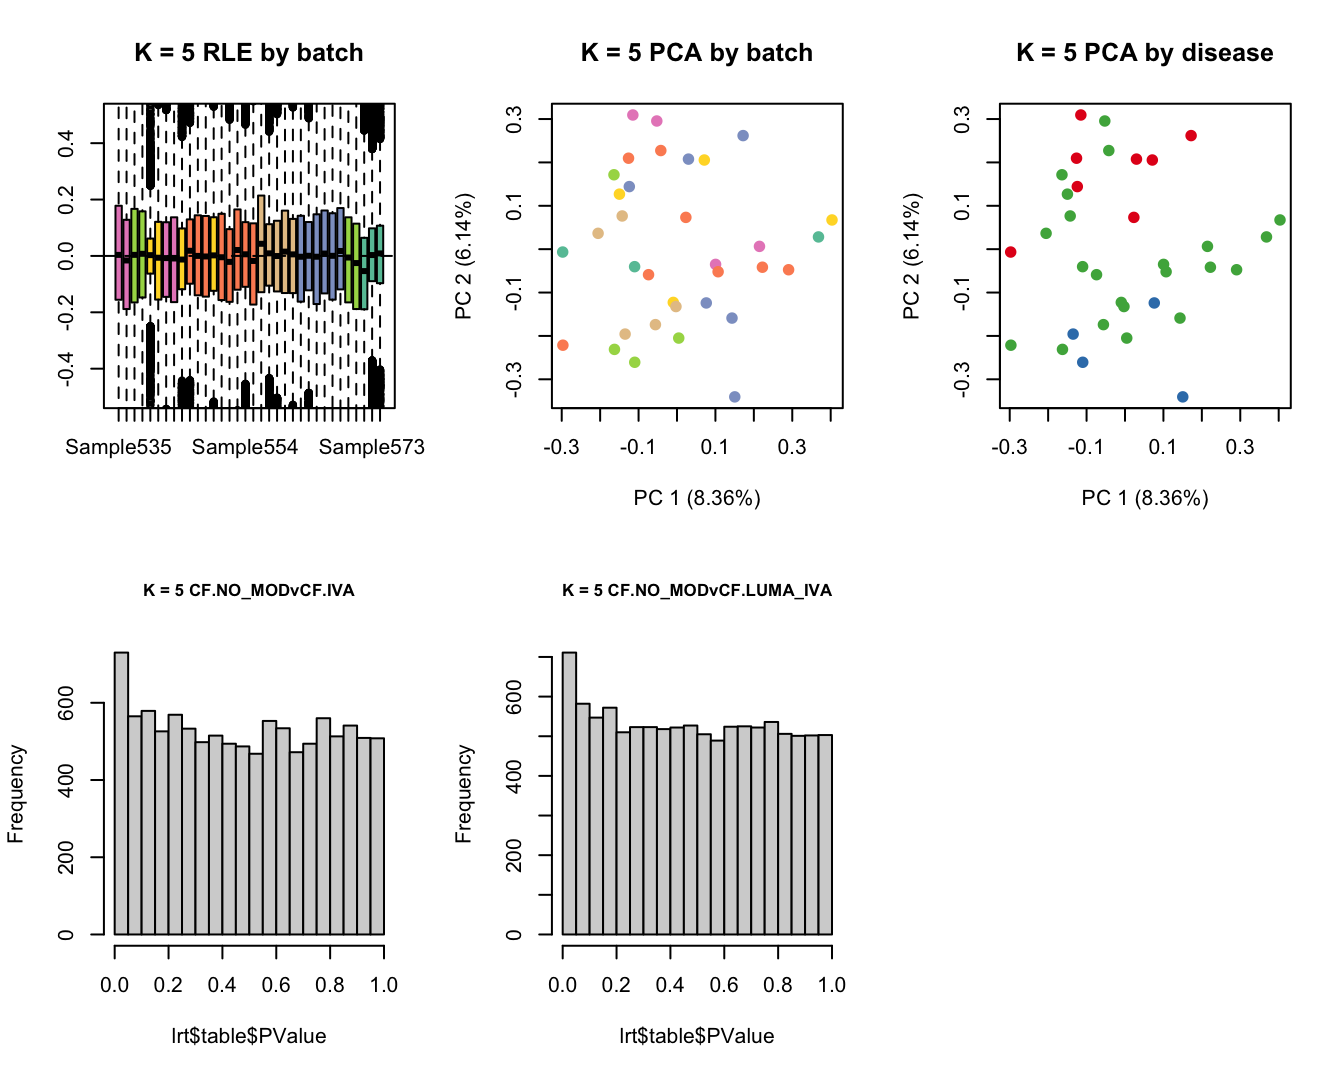 K = 5 RLE by batch
0.4
0.2
0.0
-0.2
-0.4
Sample535 Sample554 Sample573
K = 5 PCA by batch
PC 2 (6.14%)
0.3
0.1
-0.1
-0.3
-0.3 -0.1 0.1 0.3
PC 1 (8.36%)
K = 5 PCA by disease
PC 2 (6.14%)
0.3
0.1
-0.1
-0.3
-0.3 -0.1 0.1 0.3
PC 1 (8.36%)
K = 5 CF.NO_MODvCF.IVA
Frequency
600
400
200
0
0.0 0.2 0.4 0.6 0.8 1.0
lrt$table$PValue
K = 5 CF.NO_MODvCF.LUMA_IVA
Frequency
600
400
200
0
0.0 0.2 0.4 0.6 0.8 1.0
lrt$table$PValue